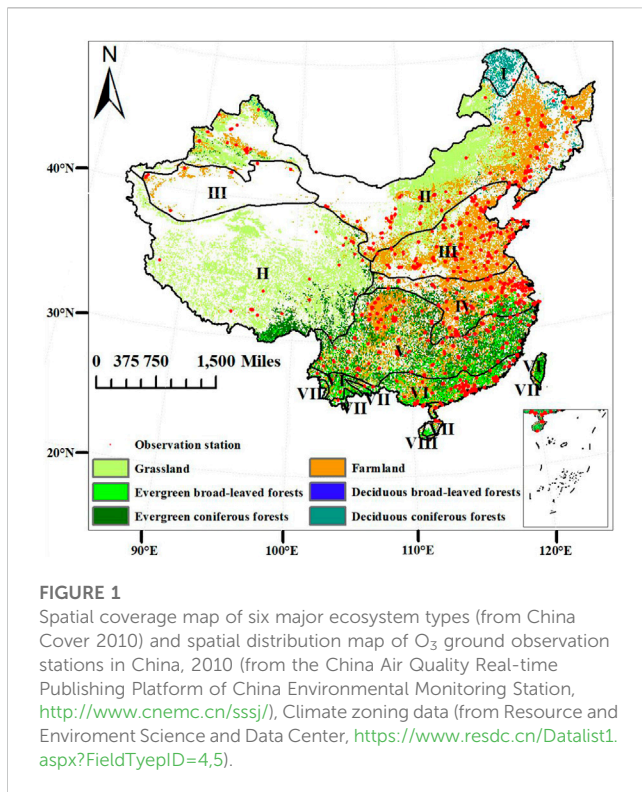 N
I
40°N
III
II
III
H
30°N
IV
0 375 750 1,500 Miles
V
VI
VII
VI
VII
VII
VI
VII
VII
VIII
20°N
Observation station
Grassland
Farmland
Evergreen broad-leaved forests
Deciduous broad-leaved forests
Evergreen coniferous forests
Deciduous coniferous forests
90°E 100°E 110°E 120°E
FIGURE 1
Spatial coverage map of six major ecosystem types (from China
Cover 2010) and spatial distribution map of O₃ ground observation
stations in China, 2010 (from the China Air Quality Real-time
Publishing Platform of China Environmental Monitoring Station,
http://www.cnemc.cn/sssj/), Climate zoning data (from Resource and
Enviroment Science and Data Center, https://www.resdc.cn/Datalist1.
aspx?FieldTyepID=4,5).